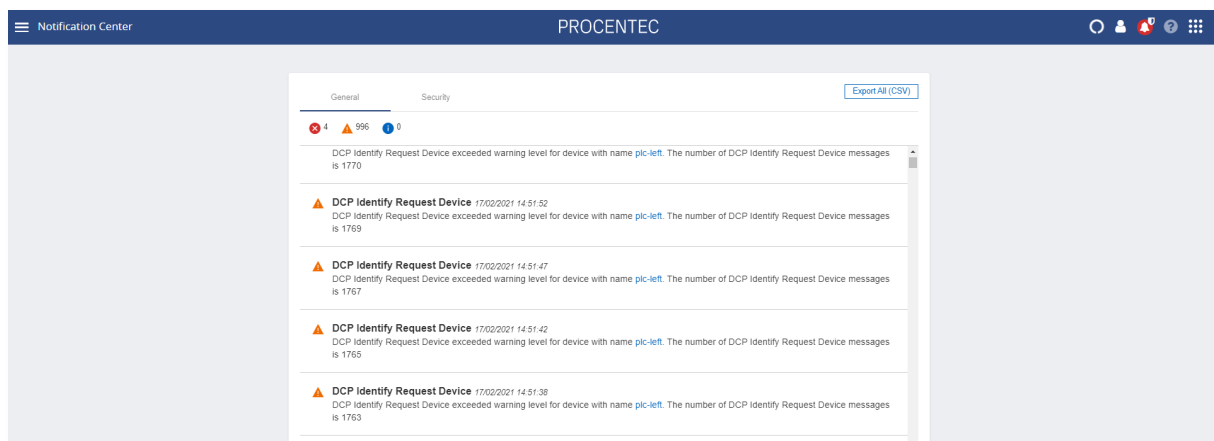 Notification Center
PROCENTEC
General
Security
Export All (CSV)
4
996
0
DCP Identify Request Device exceeded warning level for device with name plc-left. The number of DCP Identify Request Device messages
is 1770
DCP Identify Request Device 17/02/2021 14:51:52
DCP Identify Request Device exceeded warning level for device with name plc-left. The number of DCP Identify Request Device messages
is 1769
DCP Identify Request Device 17/02/2021 14:51:47
DCP Identify Request Device exceeded warning level for device with name plc-left. The number of DCP Identify Request Device messages
is 1767
DCP Identify Request Device 17/02/2021 14:51:42
DCP Identify Request Device exceeded warning level for device with name plc-left. The number of DCP Identify Request Device messages
is 1765
DCP Identify Request Device 17/02/2021 14:51:38
DCP Identify Request Device exceeded warning level for device with name plc-left. The number of DCP Identify Request Device messages
is 1763